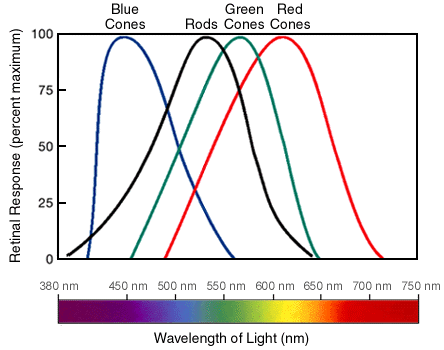 Blue
Cones
Rods
Green
Cones
Red
Cones
Retinal Response (percent maximum)
100
75
50
25
0
380 nm 450 nm 500 nm 550 nm 600 nm 650 nm 700 nm 750 nm
Wavelength of Light (nm)